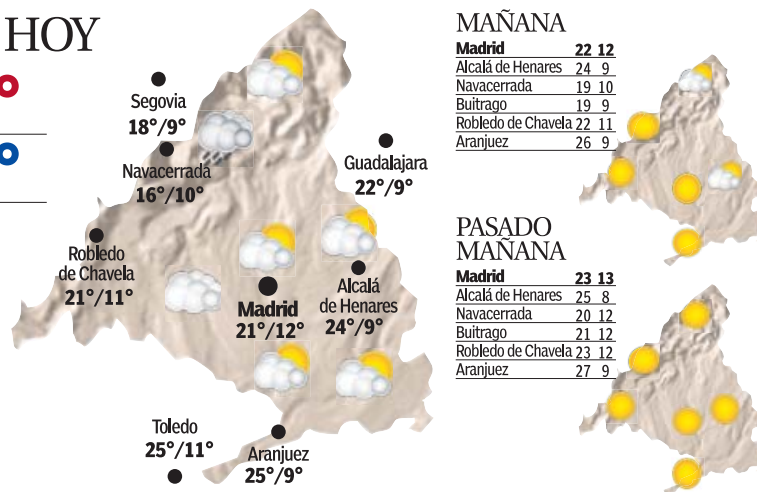 HOY
Segovia
18°/9°
Navacerrada
16°/10°
Guadalajara
22°/9°
Robledo
de Chavela
21°/11°
Madrid
21°/12°
Alcalá
de Henares
24°/9°
Toledo
25°/11°
Aranjuez
25°/9°
MAÑANA
Madrid 22 12
Alcalá de Henares 24 9
Navacerrada 19 10
Buitrago 19 9
Robledo de Chavela 22 11
Aranjuez 26 9
PASADO
MAÑANA
Madrid 23 13
Alcalá de Henares 25 8
Navacerrada 20 12
Buitrago 21 12
Robledo de Chavela 23 12
Aranjuez 27 9